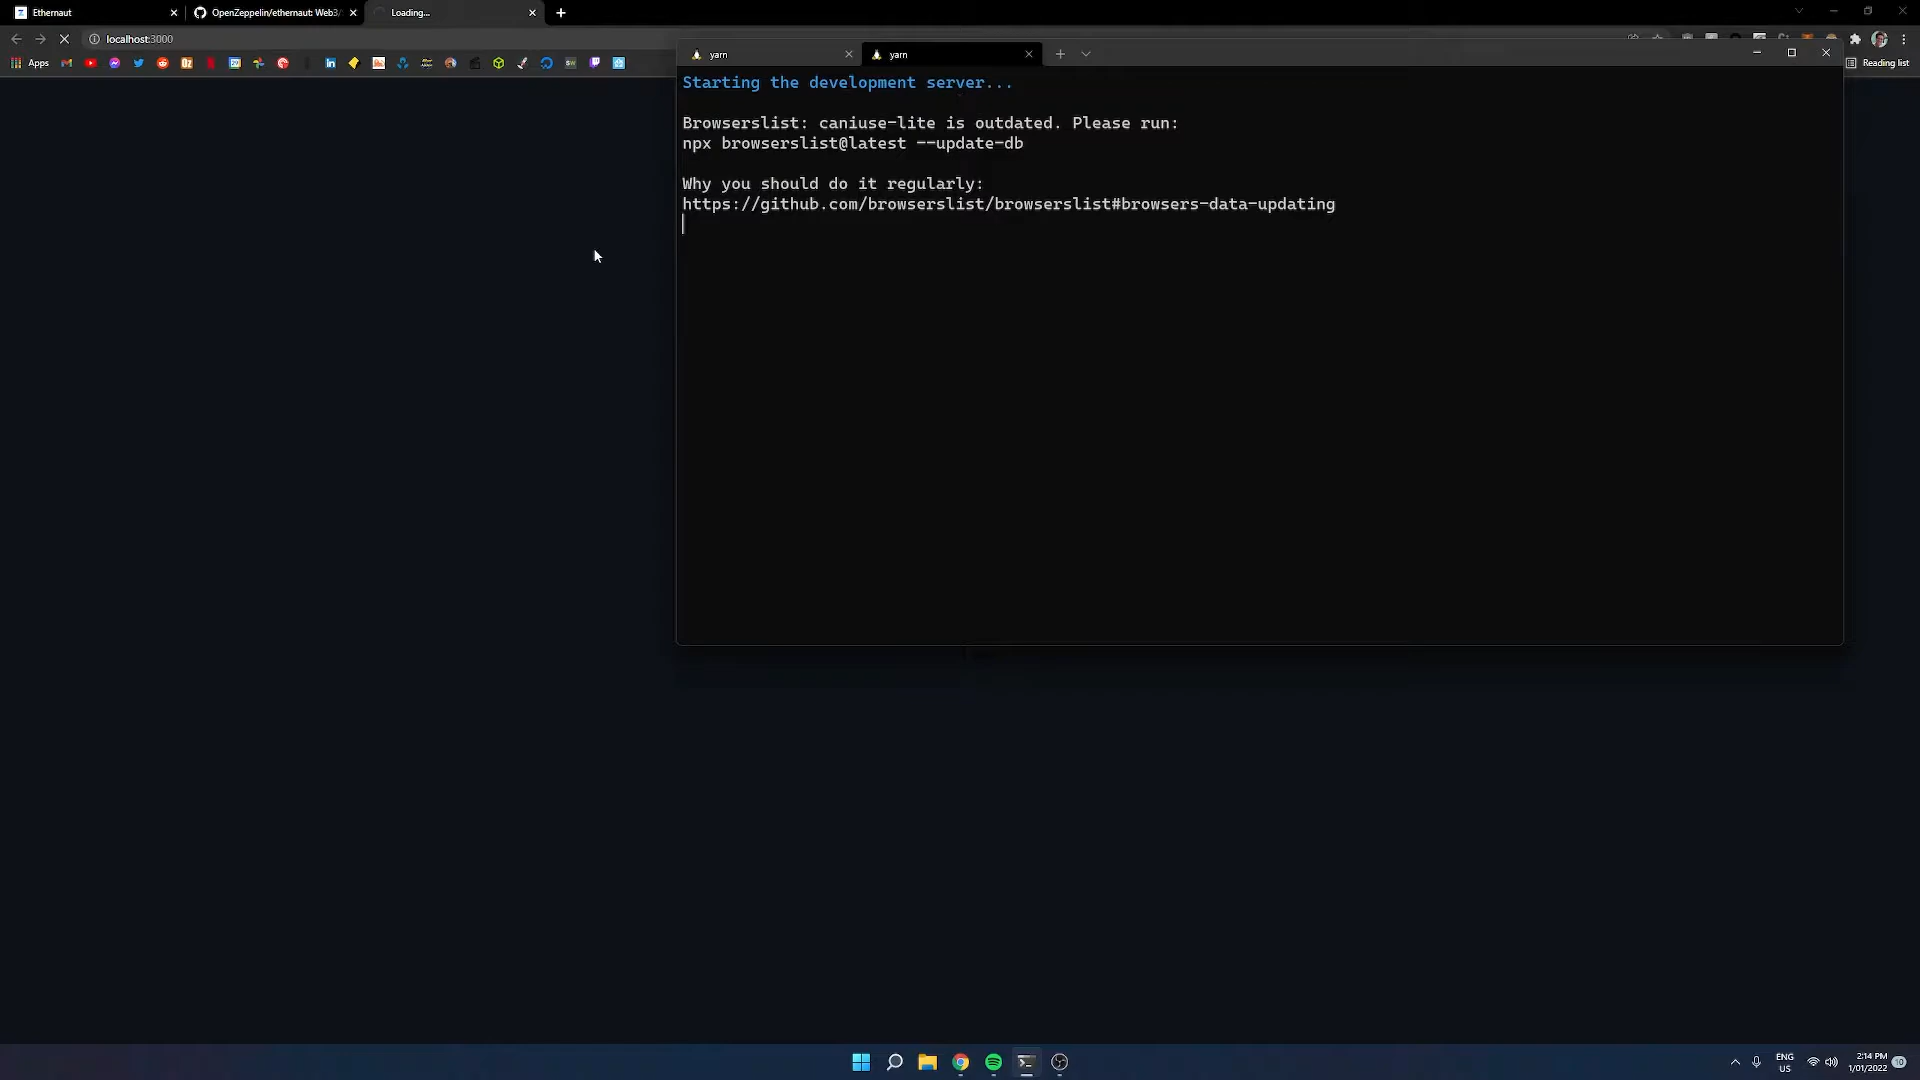 Ethernaut
OpenZeppelin/ethernaut: Web3/
Loading...
localhost:3000
Apps
Reading list
yarn
yarn
Starting the development server...
Browserslist: caniuse-lite is outdated. Please run:
npx browserslist@latest --update-db
Why you should do it regularly:
https://github.com/browserslist/browserslist#browsers-data-updating
ENG
US
2:14 PM
1/01/2022
10